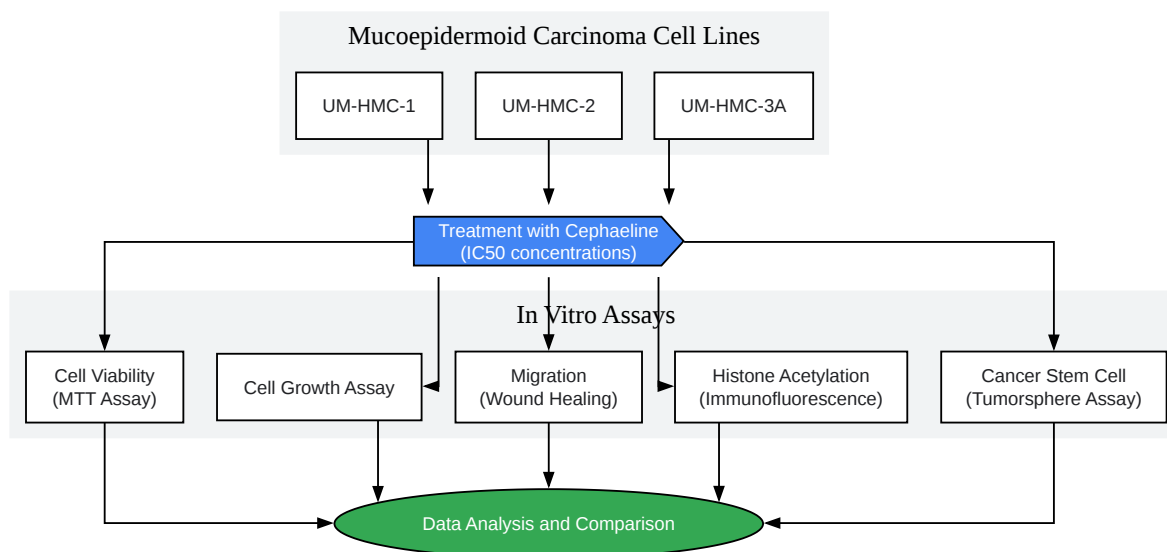 Mucoepidermoid Carcinoma Cell Lines
UM-HMC-1
UM-HMC-2
UM-HMC-3A
Treatment with Cephaeline
(IC50 concentrations)
In Vitro Assays
Cell Viability
(MTT Assay)
Cell Growth Assay
Migration
(Wound Healing)
Histone Acetylation
(Immunofluorescence)
Cancer Stem Cell
(Tumorsphere Assay)
Data Analysis and Comparison